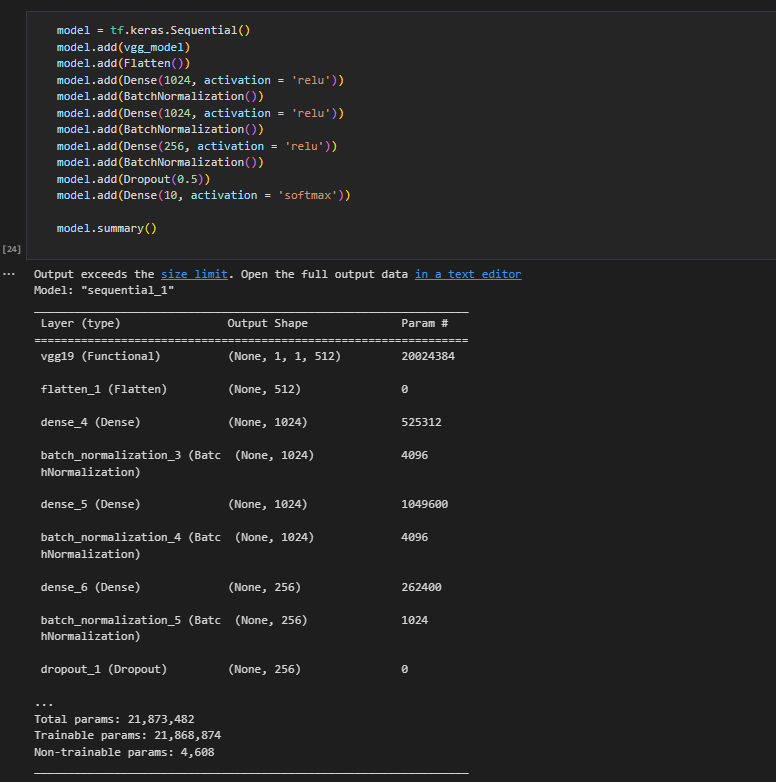 model = tf.keras.Sequential()
model.add(vgg_model)
model.add(Flatten())
model.add(Dense(1024, activation = 'relu'))
model.add(BatchNormalization())
model.add(Dense(1024, activation = 'relu'))
model.add(BatchNormalization())
model.add(Dense(256, activation = 'relu'))
model.add(BatchNormalization())
model.add(Dropout(0.5))
model.add(Dense(10, activation = 'softmax'))
model.summary()
[24]
... Output exceeds the size limit. Open the full output data in a text editor
Model: "sequential_1"
_________________________________________________________________
Layer (type) Output Shape Param #
=================================================================
vgg19 (Functional) (None, 1, 1, 512) 20024384
flatten_1 (Flatten) (None, 512) 0
dense_4 (Dense) (None, 1024) 525312
batch_normalization_3 (Batc (None, 1024) 4096
hNormalization)
dense_5 (Dense) (None, 1024) 1049600
batch_normalization_4 (Batc (None, 1024) 4096
hNormalization)
dense_6 (Dense) (None, 256) 262400
batch_normalization_5 (Batc (None, 256) 1024
hNormalization)
dropout_1 (Dropout) (None, 256) 0
...
Total params: 21,873,482
Trainable params: 21,868,874
Non-trainable params: 4,608
_________________________________________________________________